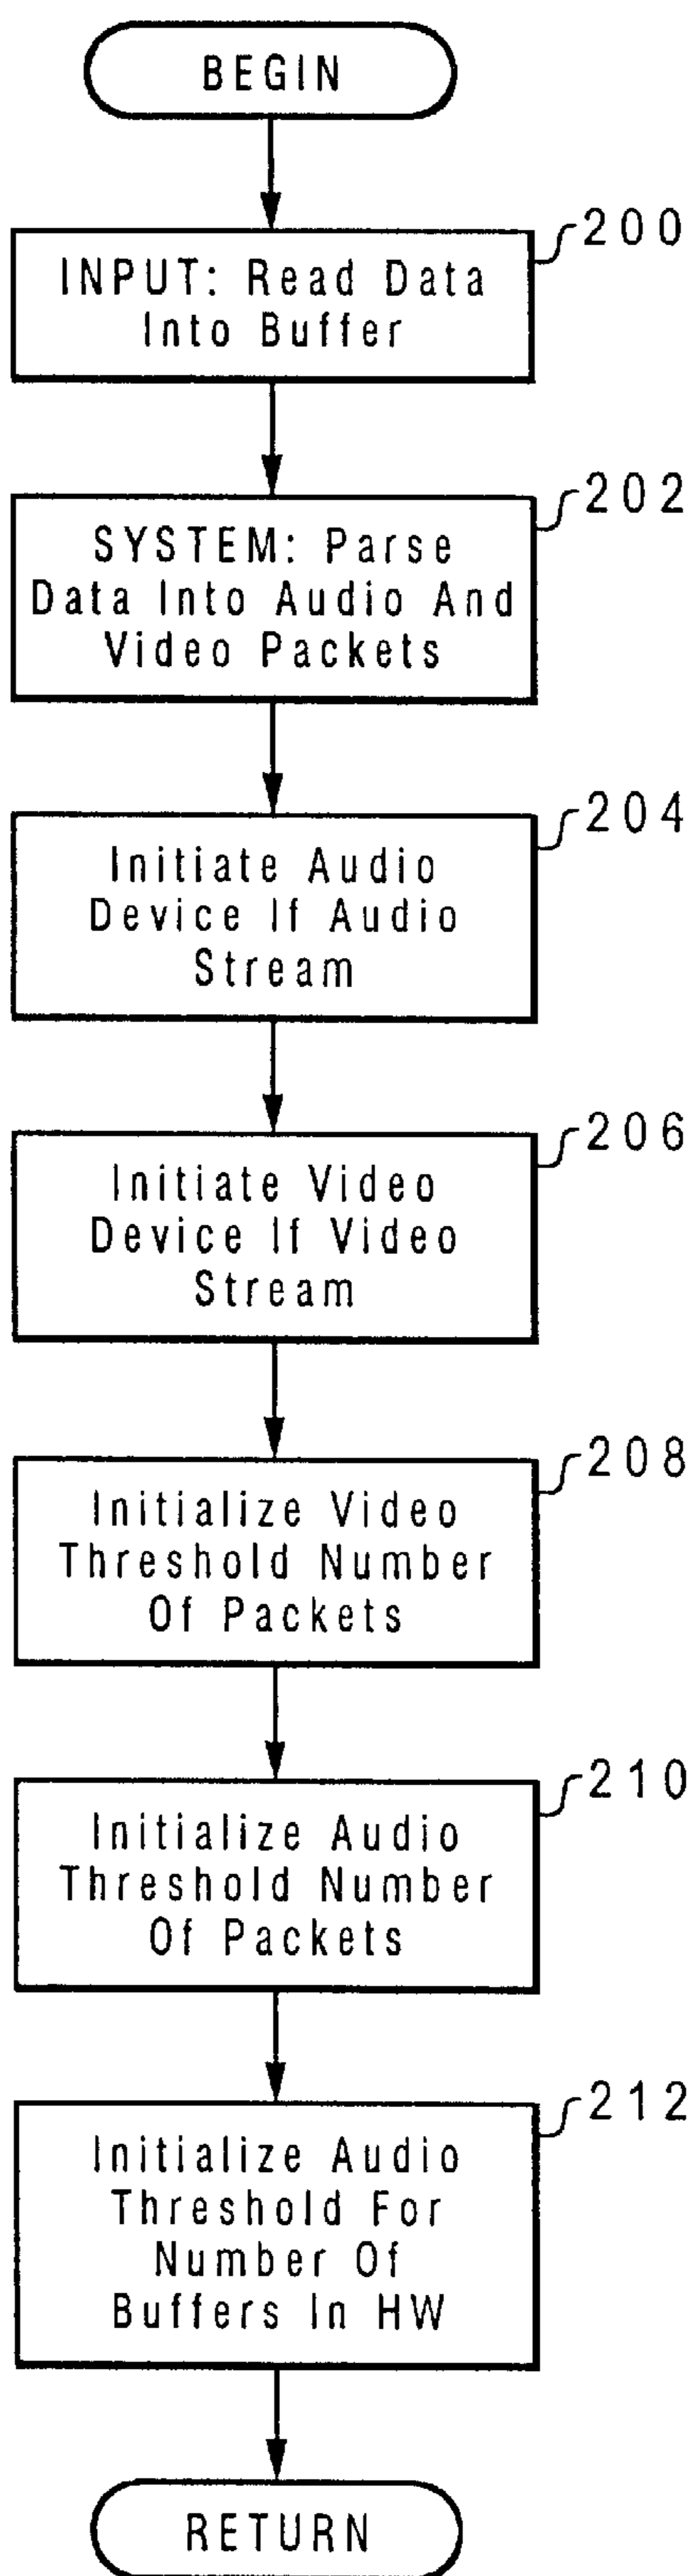 BEGIN
200
INPUT: Read Data
Into Buffer
202
SYSTEM: Parse
Data Into Audio And
Video Packets
204
Initiate Audio
Device If Audio
Stream
206
Initiate Video
Device If Video
Stream
208
Initialize Video
Threshold Number
Of Packets
210
Initialize Audio
Threshold Number
Of Packets
212
Initialize Audio
Threshold For
Number Of
Buffers In HW
RETURN